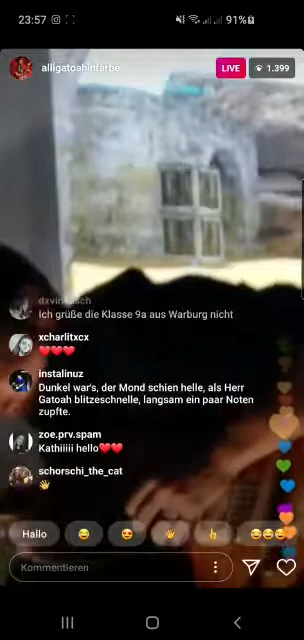 23:57
91%
alligatoahinfarbe
LIVE
1.399
Ich grüße die Klasse 9a aus Warburg nicht
xcharlitxcx
❤❤❤
instalinuz
Dunkel war's, der Mond schien helle, als Herr
Gatoah blitzeschnelle, langsam ein paar Noten
zupfte.
zoe.prv.spam
Kathiiiii hello❤❤
schorschi_the_cat
👋
Hallo
Kommentieren